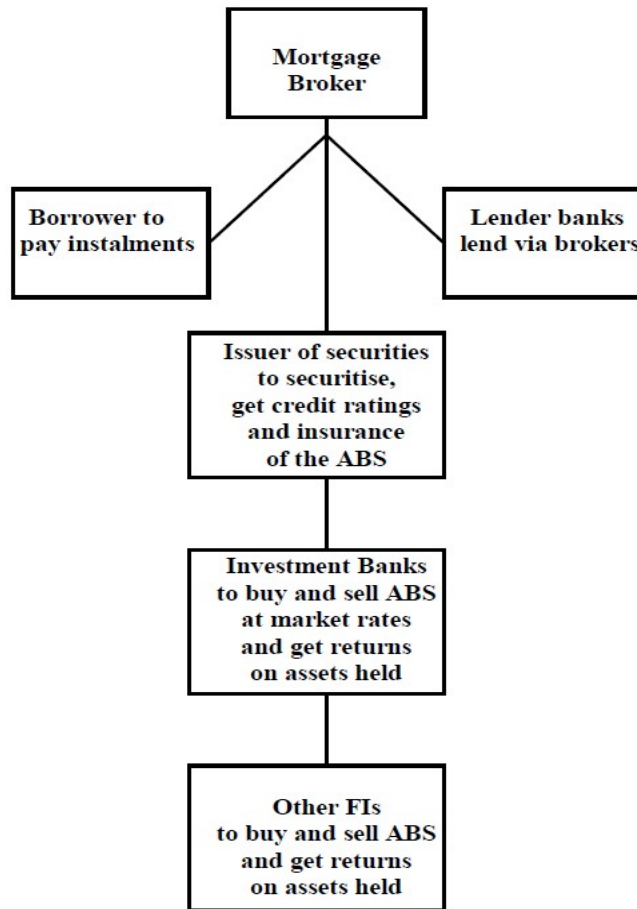 Mortgage
Broker
Borrower to
pay instalments
Lender banks
lend via brokers
Issuer of securities
to securitise,
get credit ratings
and insurance
of the ABS
Investment Banks
to buy and sell ABS
at market rates
and get returns
on assets held
Other FIs
to buy and sell ABS
and get returns
on assets held